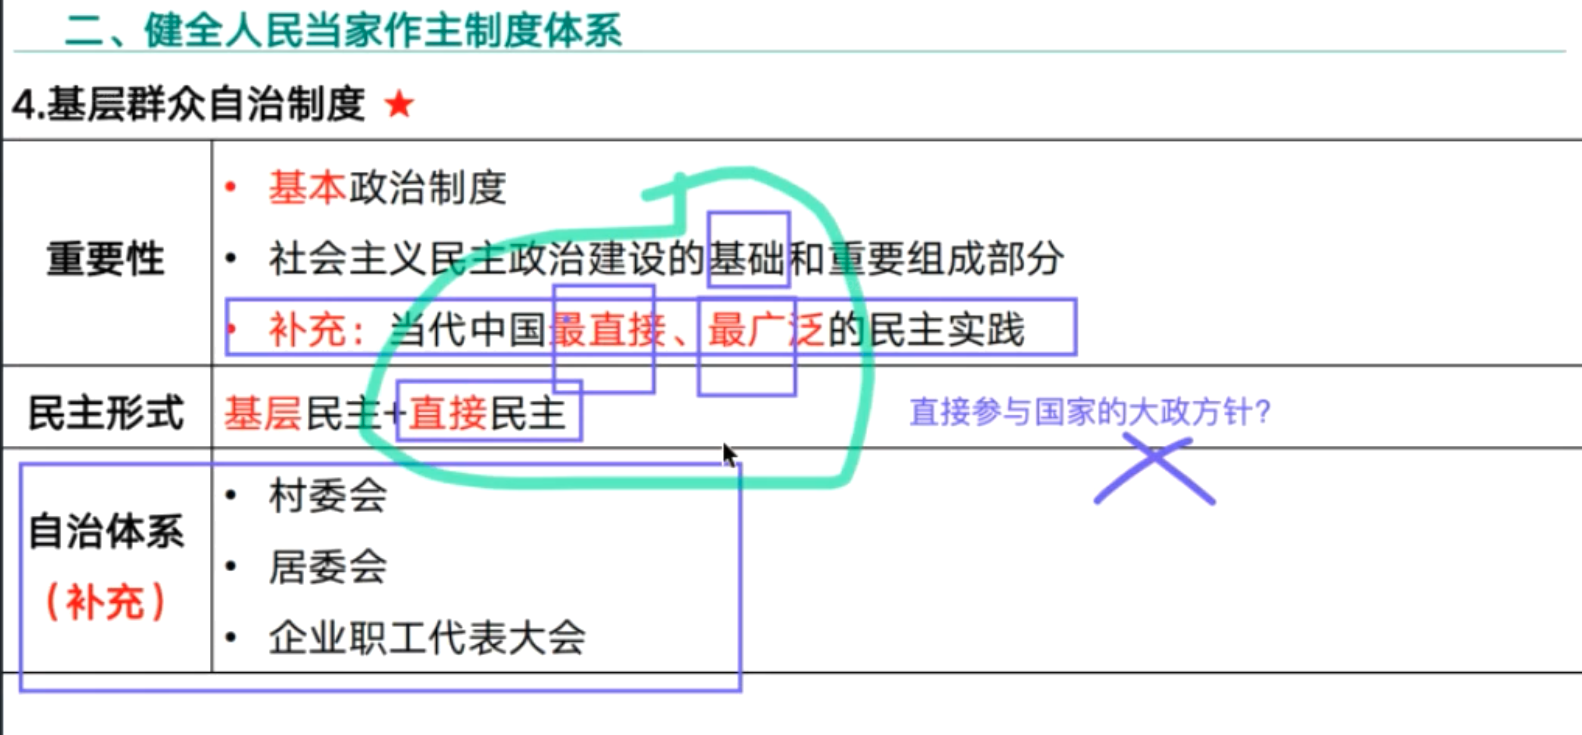 二、健全人民当家作主制度体系
4.基层群众自治制度 ★
重要性
• 基本政治制度
• 社会主义民主政治建设的基础和重要组成部分
• 补充：当代中国最直接、最广泛的民主实践
民主形式
基层民主+直接民主
直接参与国家的大政方针?
自治体系
（补充）
• 村委会
• 居委会
• 企业职工代表大会